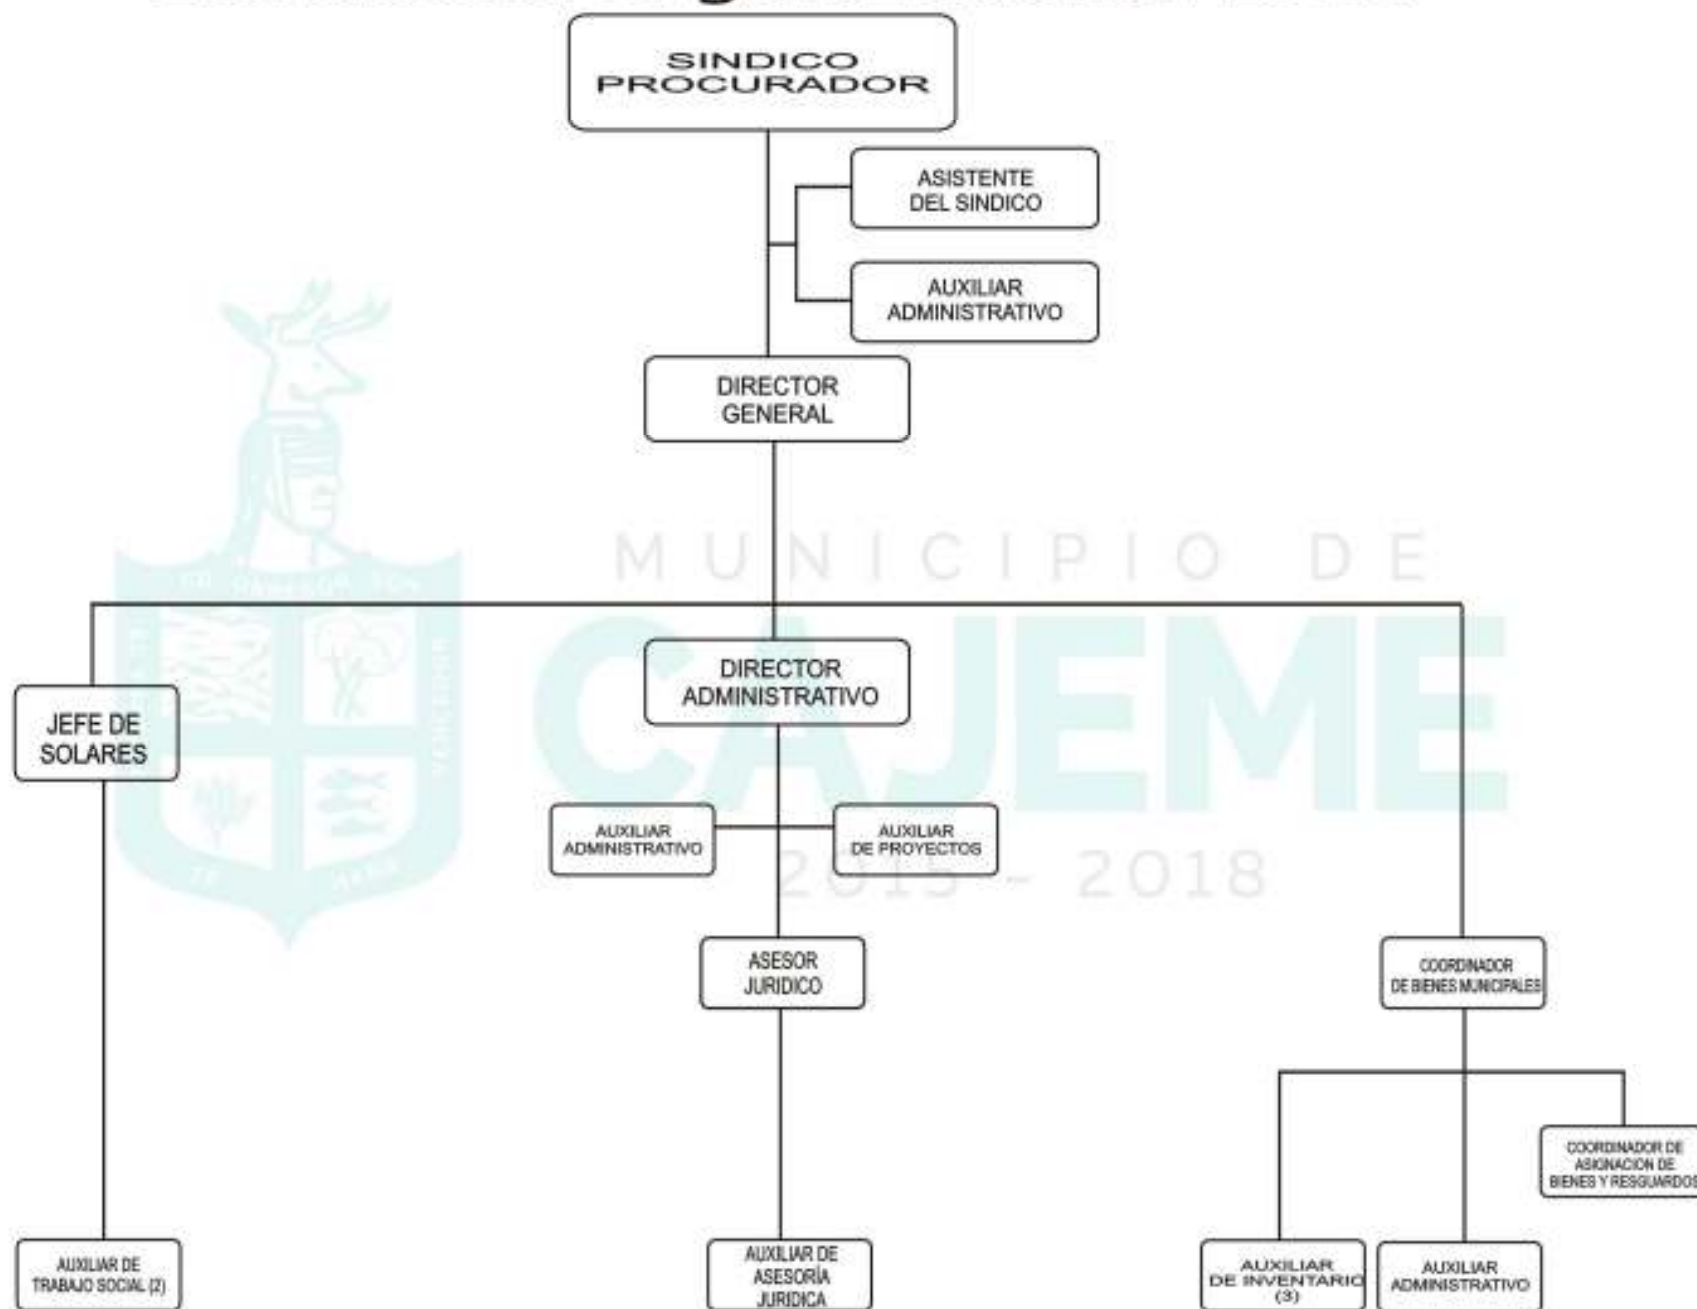 SINDICO
PROCURADOR
ASISTENTE
DEL SINDICO
AUXILIAR
ADMINISTRATIVO
DIRECTOR
GENERAL
MUNICIPIO DE
CAJEME
2015 - 2018
DIRECTOR
ADMINISTRATIVO
JEFE DE
SOLARES
AUXILIAR
ADMINISTRATIVO
AUXILIAR
DE PROYECTOS
ASESOR
JURIDICO
COORDINADOR
DE BIENES MUNICIPALES
COORDINADOR DE
ASIGNACION DE
BIENES Y RESGUARDOS
AUXILIAR DE
TRABAJO SOCIAL (2)
AUXILIAR DE
ASESORÍA
JURIDICA
AUXILIAR
DE INVENTARIO
(3)
AUXILIAR
ADMINISTRATIVO